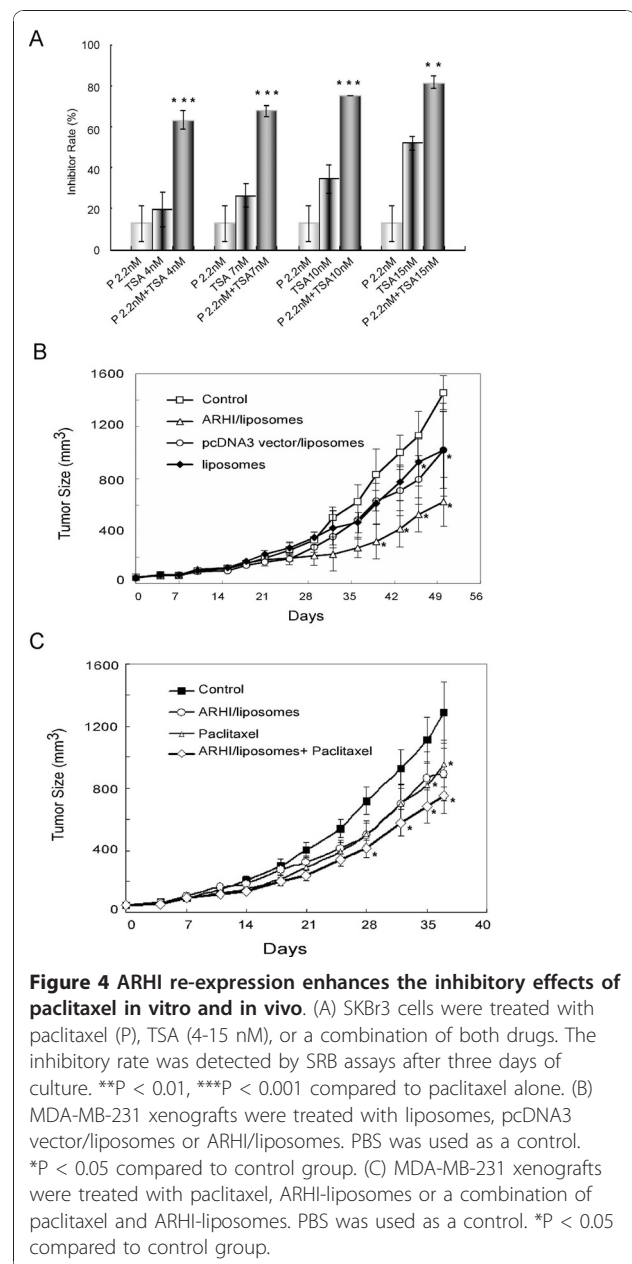 A
Inhibitor Rate (%)
100
80
60
40
20
0
***
***
***
**
P 2.2nM
TSA 4nM
P 2.2nM+TSA 4nM
P 2.2nM
TSA 7nM
P 2.2nM+TSA7nM
P 2.2nM
TSA10nM
P 2.2nM+TSA10nM
P 2.2nM
TSA15nM
P 2.2nM+TSA15nM
B
Tumor Size (mm3)
1600
1200
800
400
0
Control
ARHI/liposomes
pcDNA3 vector/liposomes
liposomes
*
*
*
*
*
*
0 7 14 21 28 35 42 49 56
Days
C
Tumor Size (mm3)
1600
1200
800
400
0
Control
ARHI/liposomes
Paclitaxel
ARHI/liposomes+ Paclitaxel
*
*
*
*
*
*
0 7 14 21 28 35 40
Days
Figure 4 ARHI re-expression enhances the inhibitory effects of
paclitaxel in vitro and in vivo. (A) SKBr3 cells were treated with
paclitaxel (P), TSA (4-15 nM), or a combination of both drugs. The
inhibitory rate was detected by SRB assays after three days of
culture. **P < 0.01, ***P < 0.001 compared to paclitaxel alone. (B)
MDA-MB-231 xenografts were treated with liposomes, pcDNA3
vector/liposomes or ARHI/liposomes. PBS was used as a control.
*P < 0.05 compared to control group. (C) MDA-MB-231 xenografts
were treated with paclitaxel, ARHI-liposomes or a combination of
paclitaxel and ARHI-liposomes. PBS was used as a control. *P < 0.05
compared to control group.